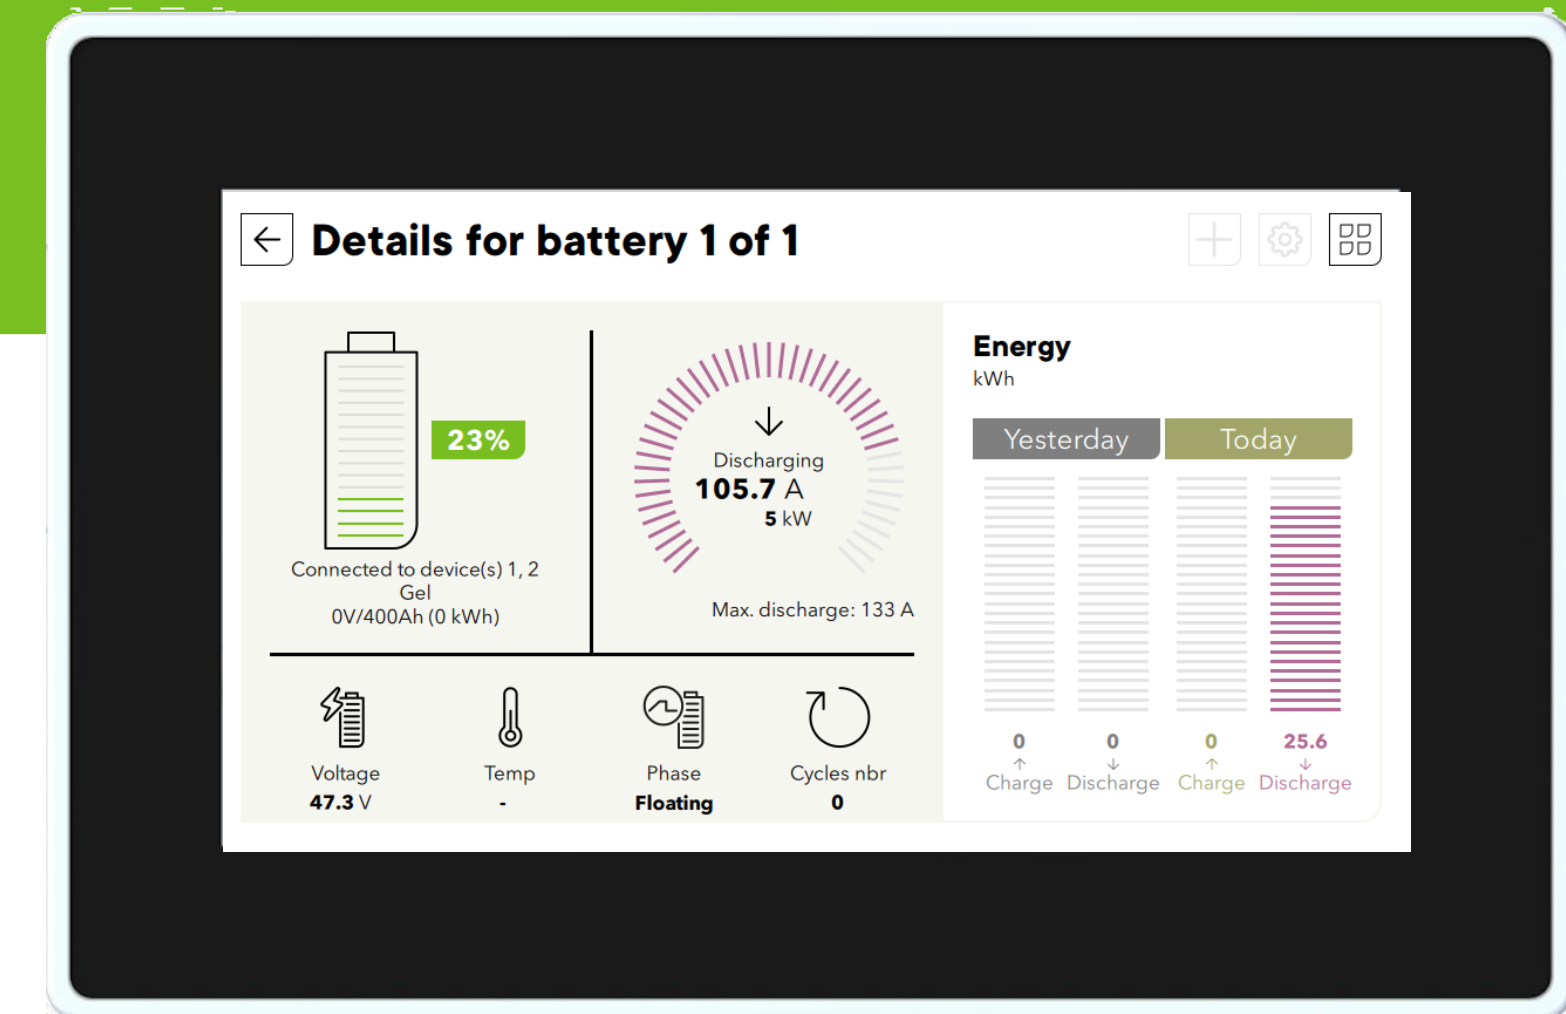 Details for battery 1 of 1
23%
Connected to device(s) 1, 2
Gel
0V/400Ah (0 kWh)
Discharging
105.7 A
5 kW
Max. discharge: 133 A
Voltage
47.3 V
Temp
-
Phase
Floating
Cycles nbr
0
Energy
kWh
Yesterday
Today
0
Charge
0
Discharge
0
Charge
25.6
Discharge